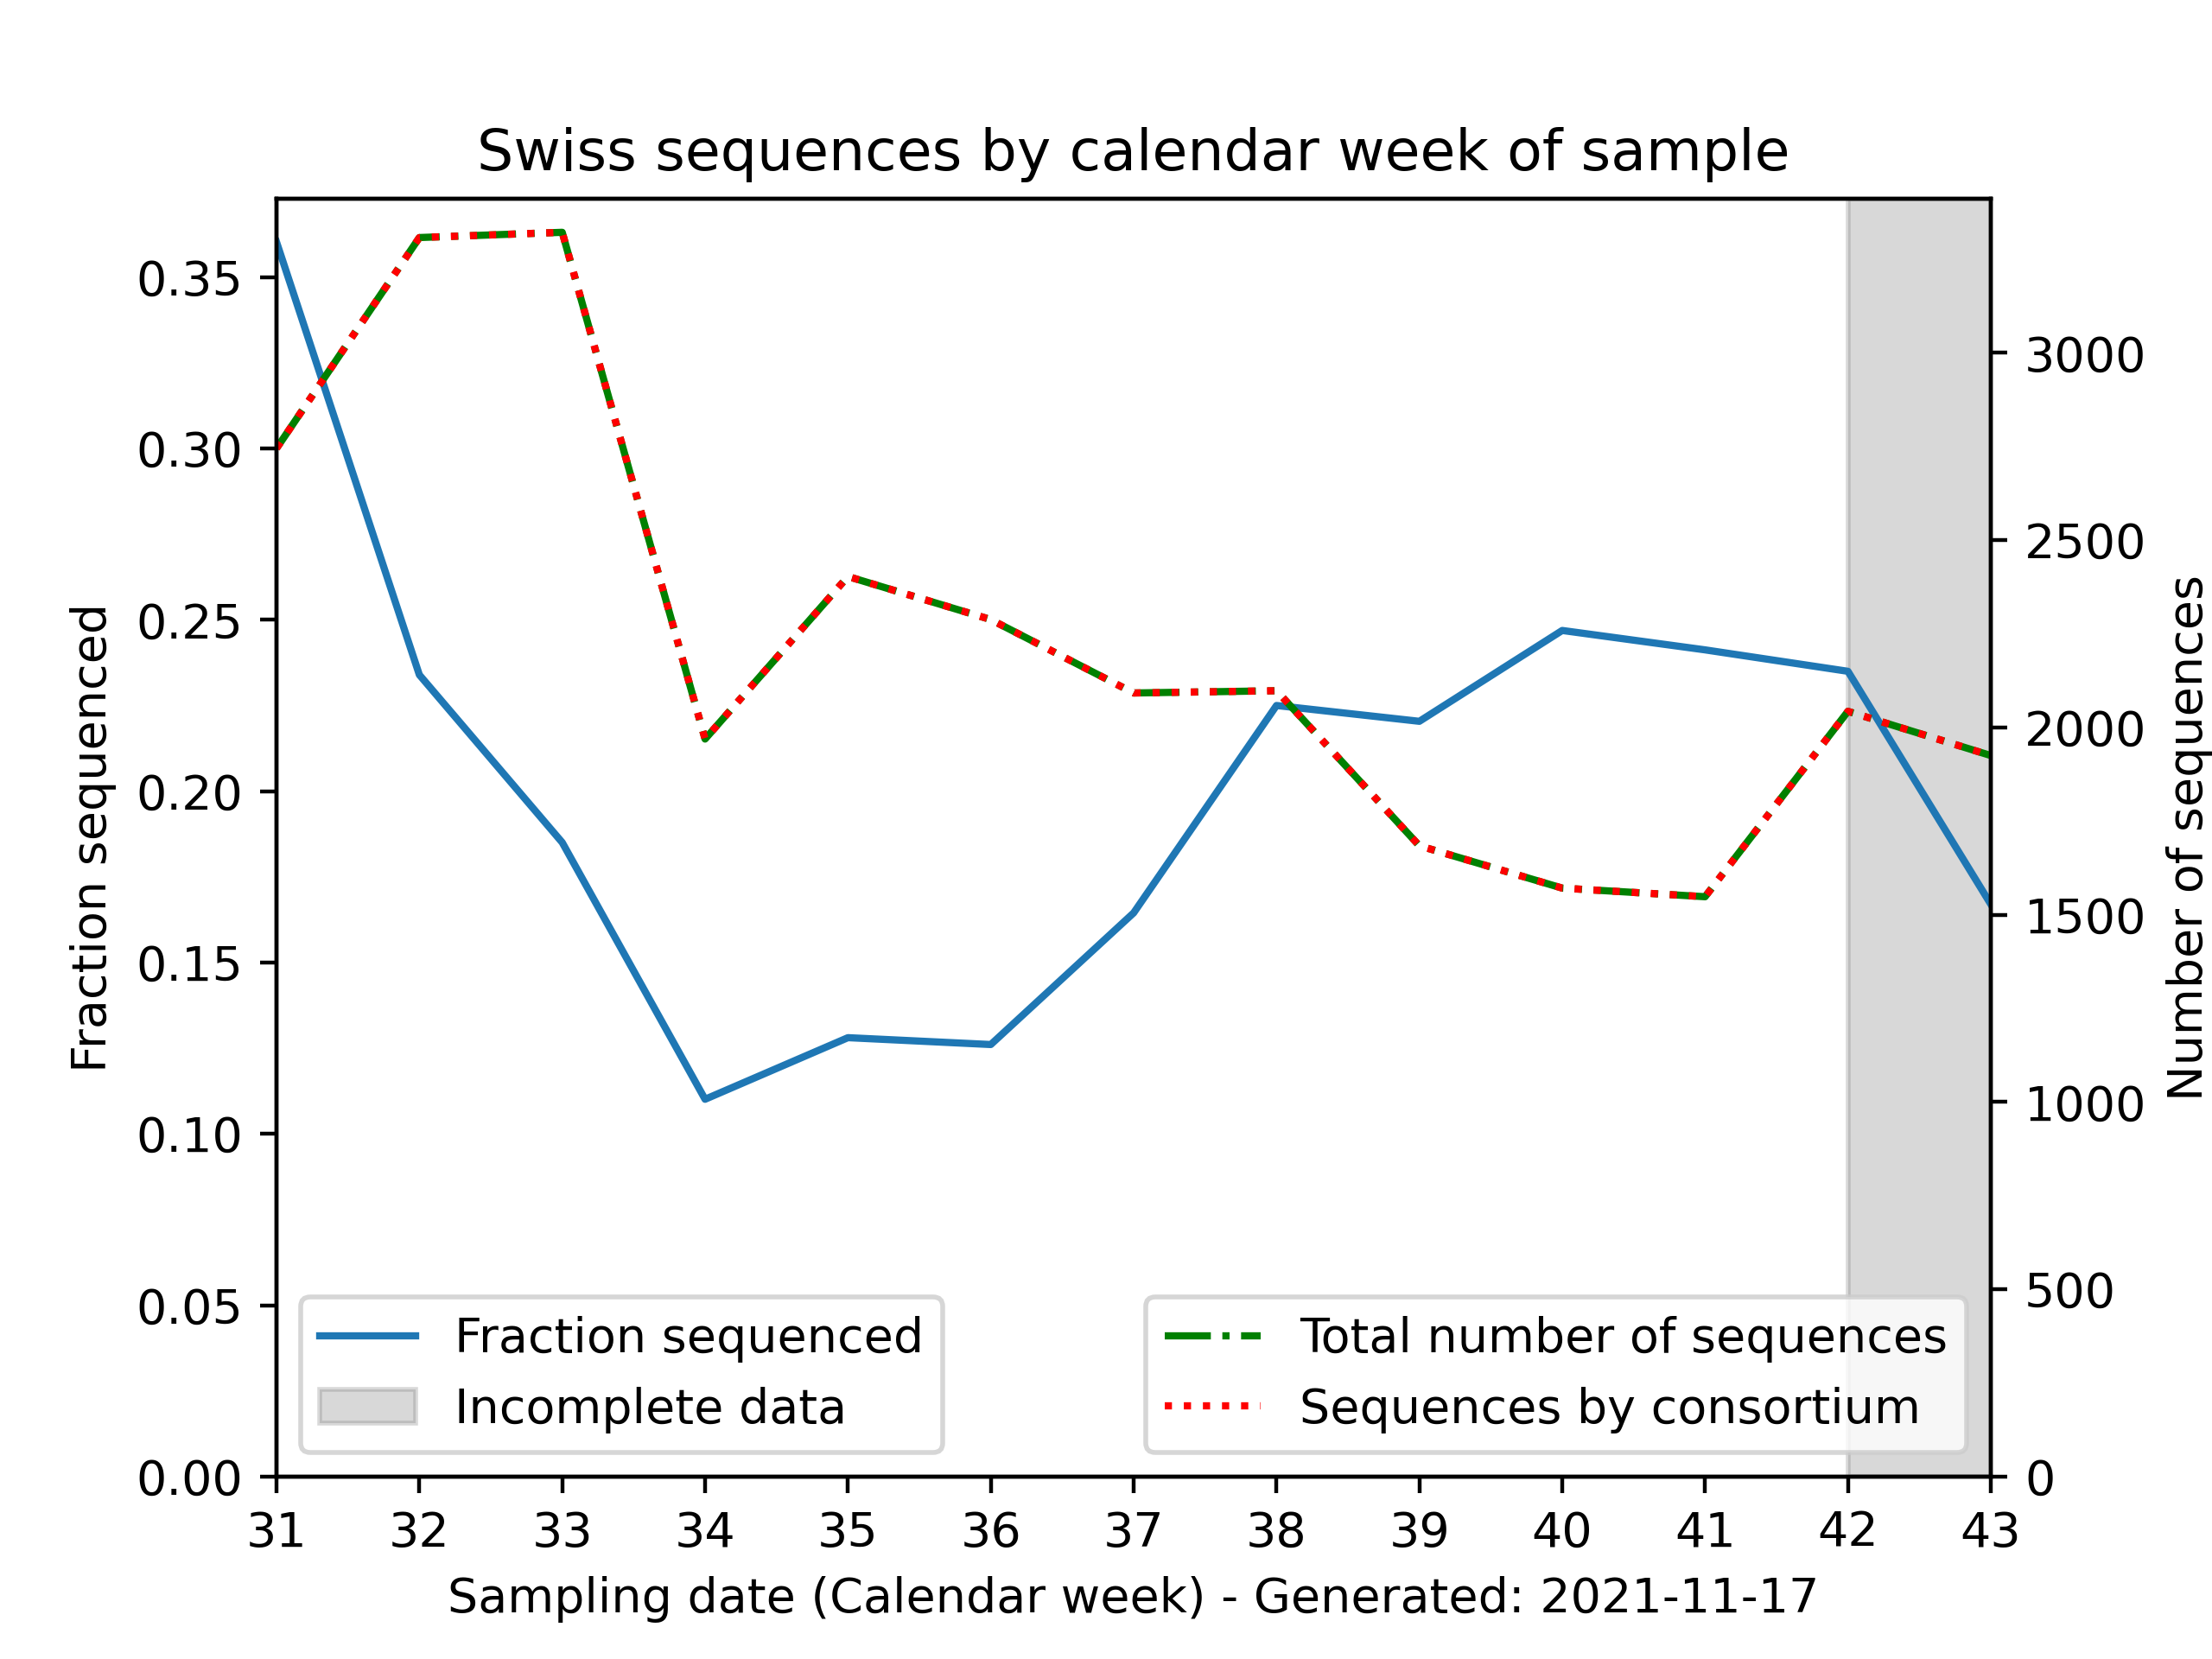 Swiss sequences by calendar week of sample
0.35
0.30
0.25
0.20
0.15
0.10
0.05
0.00
Fraction sequenced
3000
2500
2000
1500
1000
500
0
Number of sequences
Fraction sequenced
Incomplete data
Total number of sequences
Sequences by consortium
31 32 33 34 35 36 37 38 39 40 41 42 43
Sampling date (Calendar week) - Generated: 2021-11-17